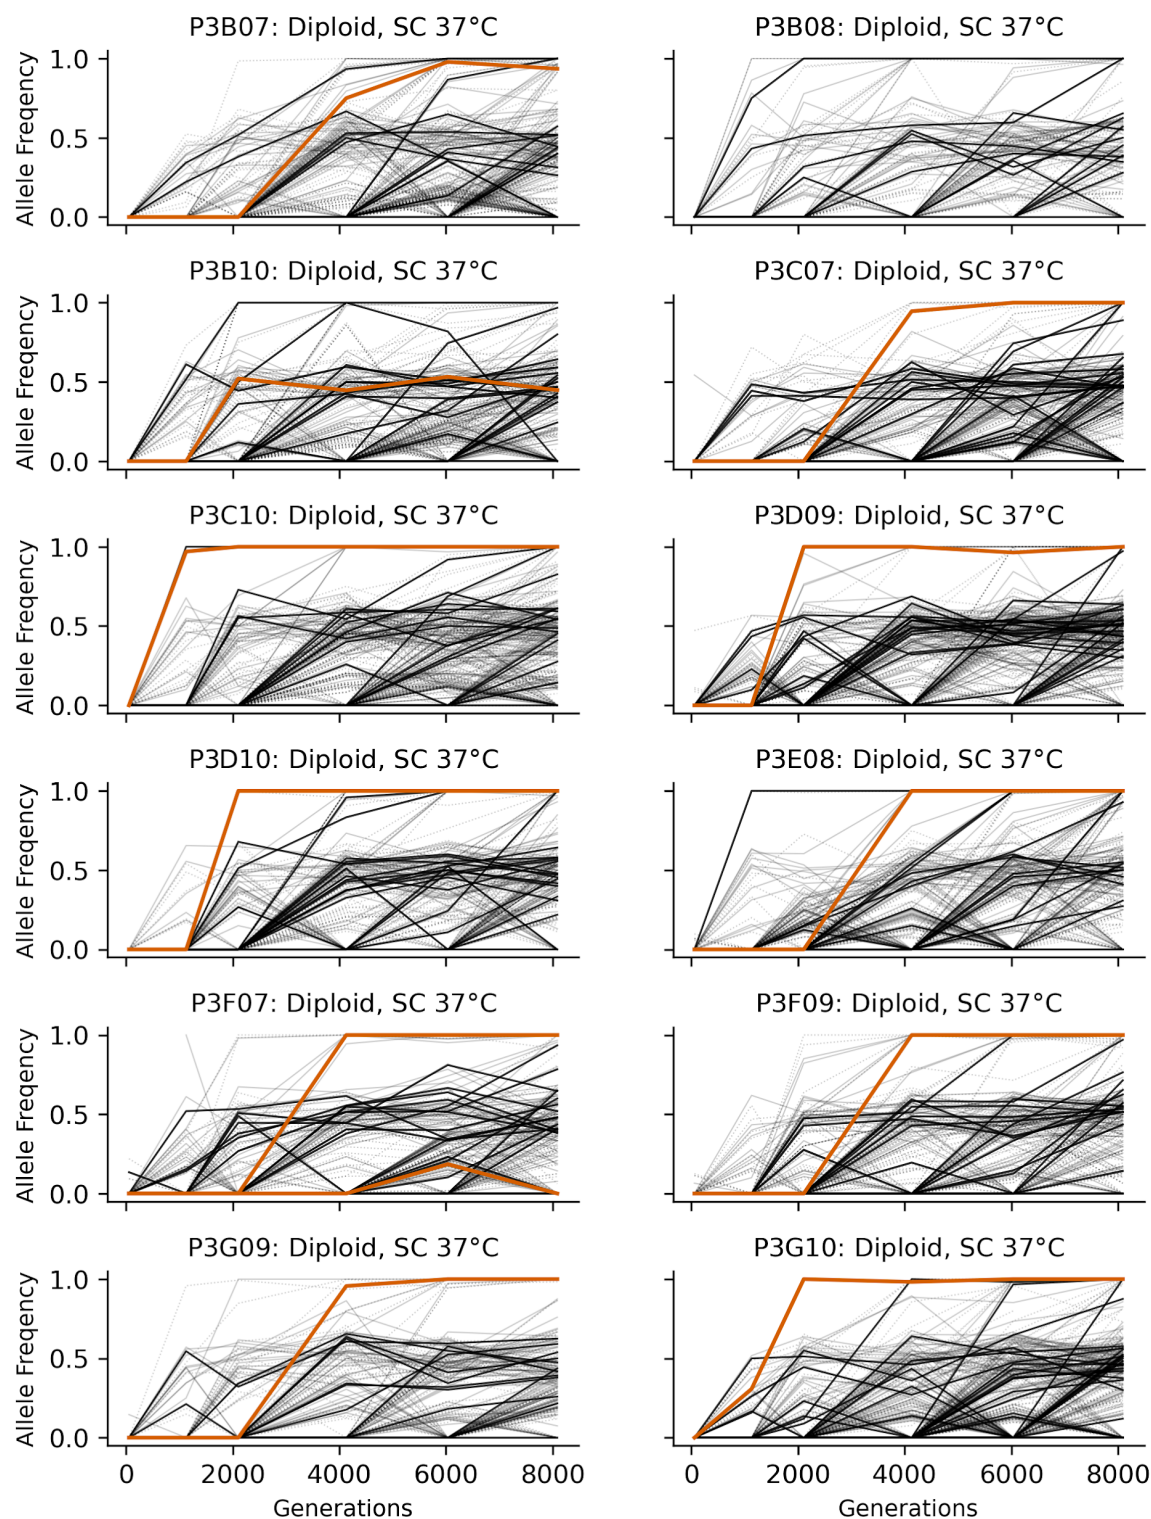 P3B07: Diploid, SC 37°C
P3B08: Diploid, SC 37°C
Allele Freqency
1.0
0.5
0.0
P3B10: Diploid, SC 37°C
P3C07: Diploid, SC 37°C
Allele Freqency
1.0
0.5
0.0
P3C10: Diploid, SC 37°C
P3D09: Diploid, SC 37°C
Allele Freqency
1.0
0.5
0.0
P3D10: Diploid, SC 37°C
P3E08: Diploid, SC 37°C
Allele Freqency
1.0
0.5
0.0
P3F07: Diploid, SC 37°C
P3F09: Diploid, SC 37°C
Allele Freqency
1.0
0.5
0.0
P3G09: Diploid, SC 37°C
P3G10: Diploid, SC 37°C
Allele Freqency
1.0
0.5
0.0
0 2000 4000 6000 8000
0 2000 4000 6000 8000
Generations
Generations